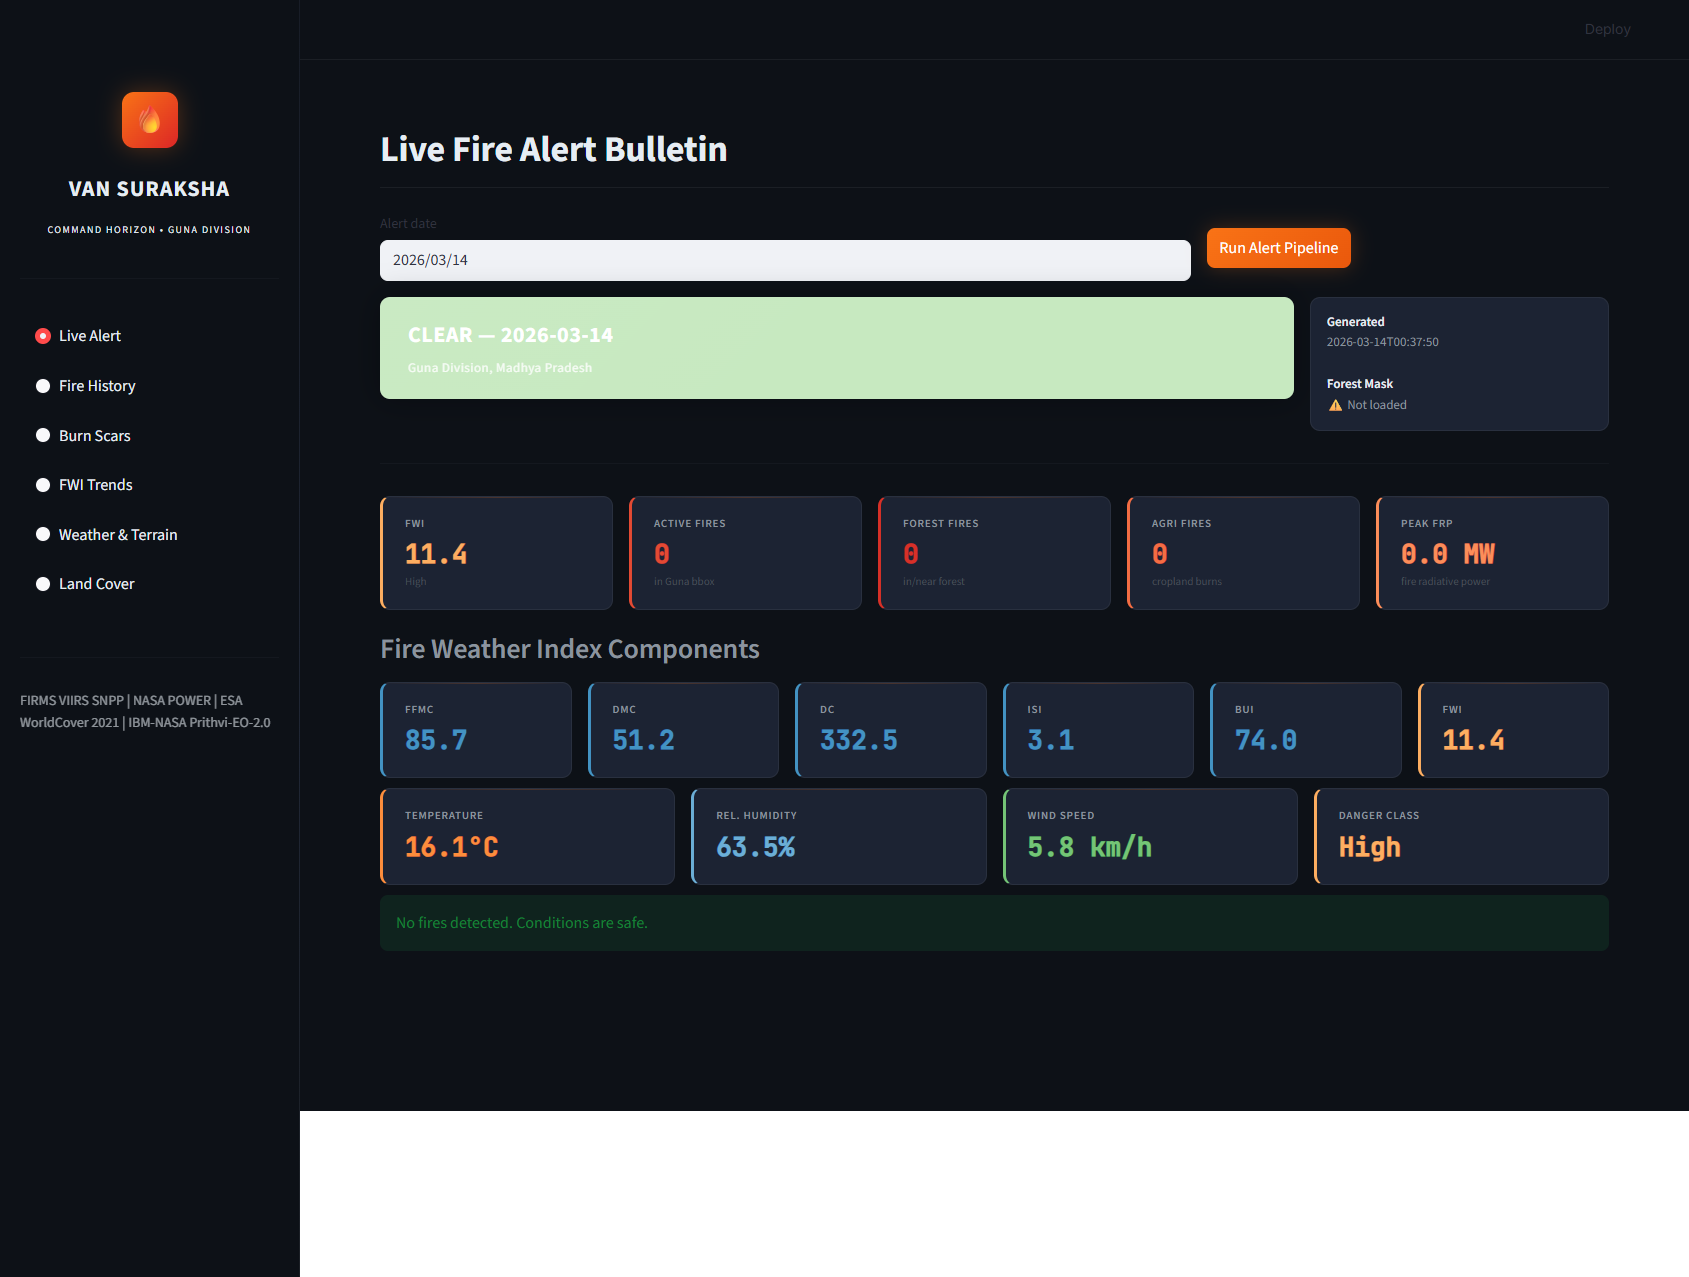 Deploy
VAN SURAKSHA
COMMAND HORIZON • GUNA DIVISION
Live Alert
Fire History
Burn Scars
FWI Trends
Weather & Terrain
Land Cover
FIRMS VIIRS SNPP | NASA POWER | ESA
WorldCover 2021 | IBM-NASA Prithvi-EO-2.0
Live Fire Alert Bulletin
Alert date
2026/03/14
Run Alert Pipeline
CLEAR — 2026-03-14
Guna Division, Madhya Pradesh
Generated
2026-03-14T00:37:50
Forest Mask
⚠️ Not loaded
FWI
11.4
High
ACTIVE FIRES
0
in Guna bbox
FOREST FIRES
0
in/near forest
AGRI FIRES
0
cropland burns
PEAK FRP
0.0 MW
fire radiative power
Fire Weather Index Components
FFMC
85.7
DMC
51.2
DC
332.5
ISI
3.1
BUI
74.0
FWI
11.4
TEMPERATURE
16.1°C
REL. HUMIDITY
63.5%
WIND SPEED
5.8 km/h
DANGER CLASS
High
No fires detected. Conditions are safe.